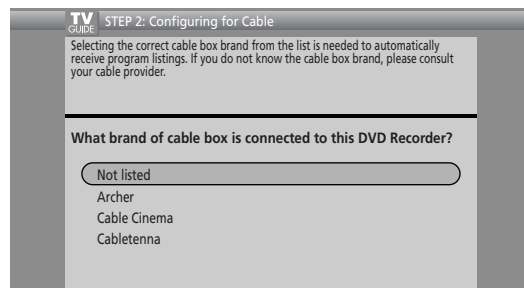 TV
GUIDE
STEP 2: Configuring for Cable
Selecting the correct cable box brand from the list is needed to automatically
receive program listings. If you do not know the cable box brand, please consult
your cable provider.
What brand of cable box is connected to this DVD Recorder?
Not listed
Archer
Cable Cinema
Cabletenna